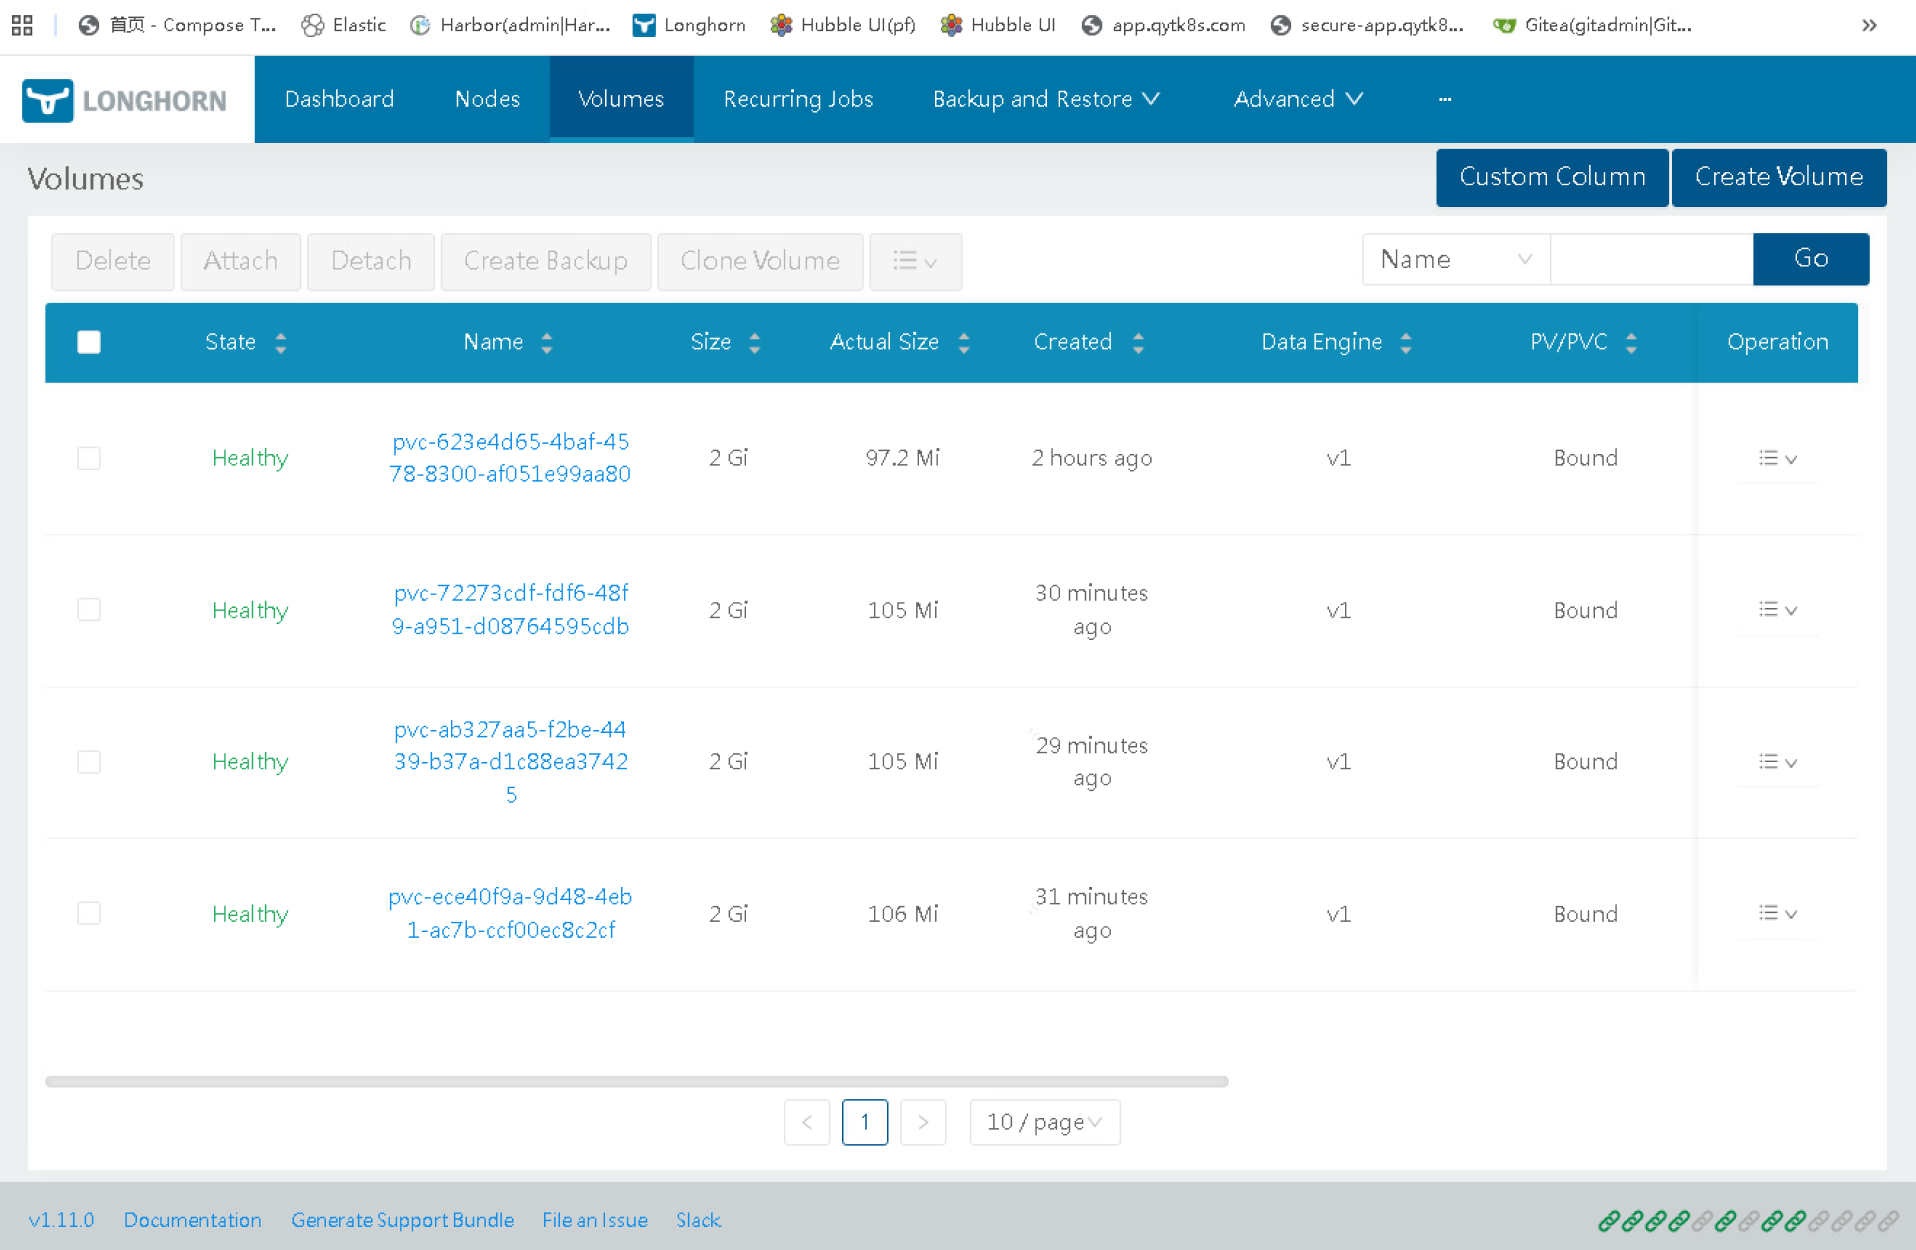 首页 - Compose T... Elastic Harbor(admin|Har... Longhorn Hubble UI(pf) Hubble UI app.qytk8s.com secure-app.qytk8... Gitea(gitadmin|Git... »
LONGHORN Dashboard Nodes Volumes Recurring Jobs Backup and Restore Advanced ...
Volumes Custom Column Create Volume
Delete Attach Detach Create Backup Clone Volume Name Go
State Name Size Actual Size Created Data Engine PV/PVC Operation
Healthy pvc-623e4d65-4baf-45 2 Gi 97.2 Mi 2 hours ago v1 Bound
78-8300-af051e99aa80
Healthy pvc-72273cdf-fdf6-48f 2 Gi 105 Mi 30 minutes v1 Bound
9-a951-d08764595cdb ago
Healthy pvc-ab327aa5-f2be-44 2 Gi 105 Mi 29 minutes v1 Bound
39-b37a-d1c88ea3742 ago
5
Healthy pvc-ece40f9a-9d48-4eb 2 Gi 106 Mi 31 minutes v1 Bound
1-ac7b-ccf00ec8c2cf ago
< 1 > 10 / page
v1.11.0 Documentation Generate Support Bundle File an Issue Slack